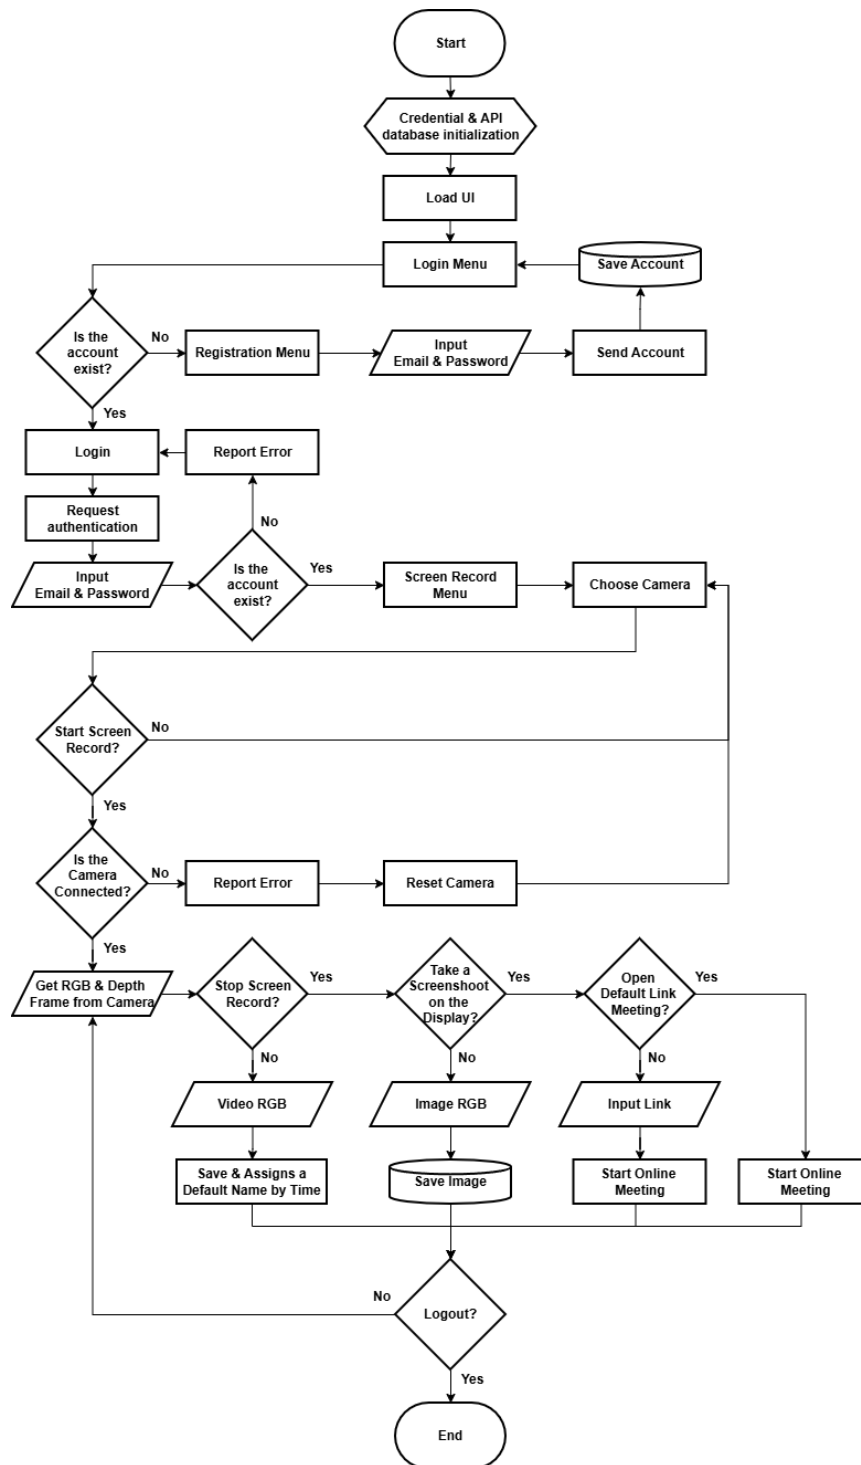 Start
Credential & API
database initialization
Load UI
Login Menu
Save Account
Is the
account
exist?
No
Registration Menu
Input
Email & Password
Send Account
Yes
Login
Report Error
Request
authentication
No
Input
Email & Password
Is the
account
exist?
Yes
Screen Record
Menu
Choose Camera
Start Screen
Record?
No
Yes
Is the
Camera
Connected?
No
Report Error
Reset Camera
Yes
Get RGB & Depth
Frame from Camera
Stop Screen
Record?
Yes
Take a
Screenshoot
on the
Display?
Yes
Open
Default Link
Meeting?
Yes
No
No
No
Video RGB
Image RGB
Input Link
Save & Assigns a
Default Name by Time
Save Image
Start Online
Meeting
Start Online
Meeting
No
Logout?
Yes
End